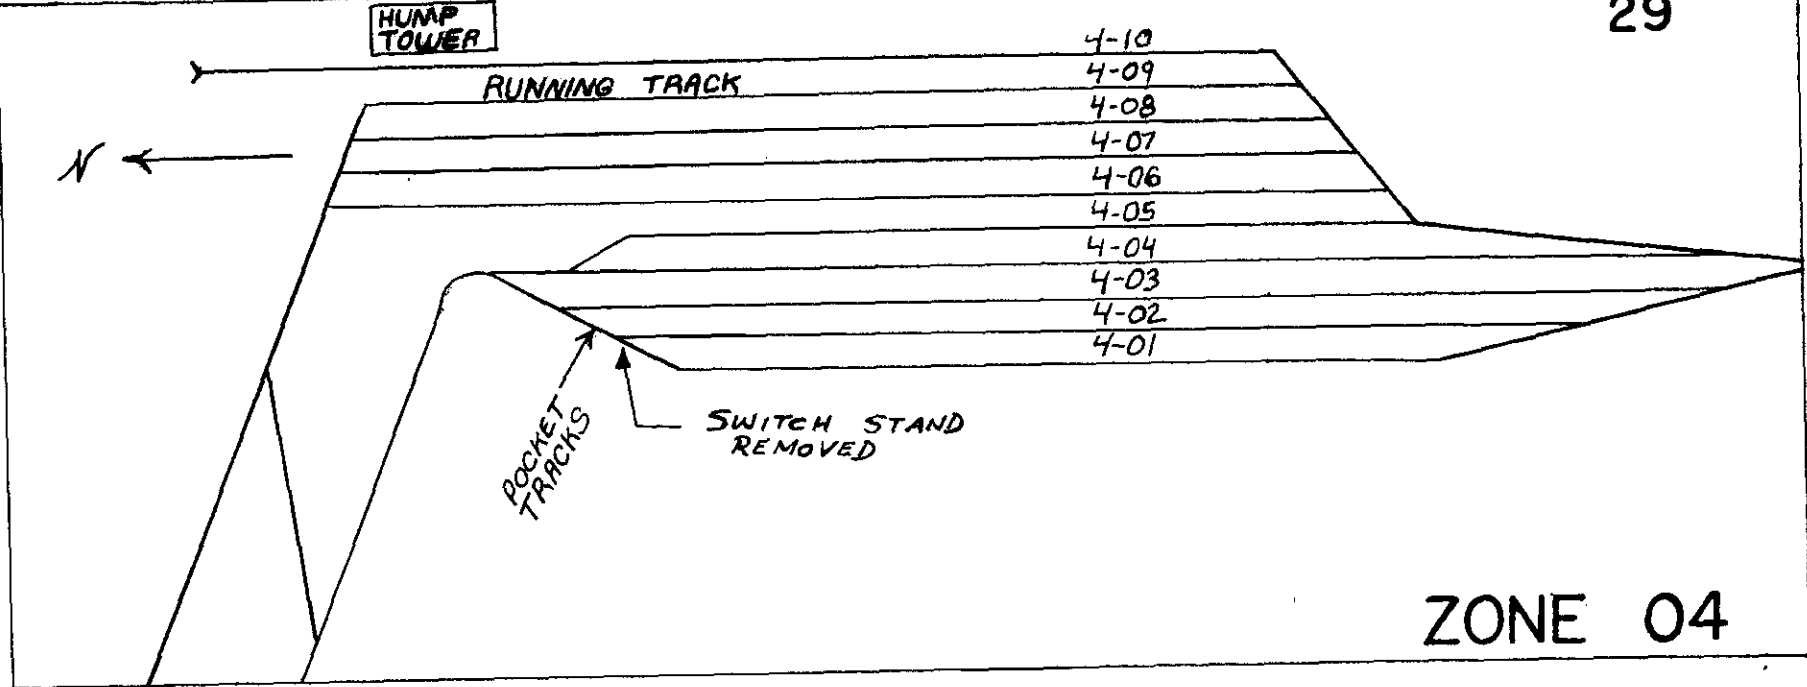 29
HUMP
TOWER
4-10
RUNNING TRACK
4-09
4-08
4-07
N
4-06
4-05
4-04
4-03
4-02
4-01
POCKET
TRACKS
SWITCH STAND
REMOVED
ZONE 04